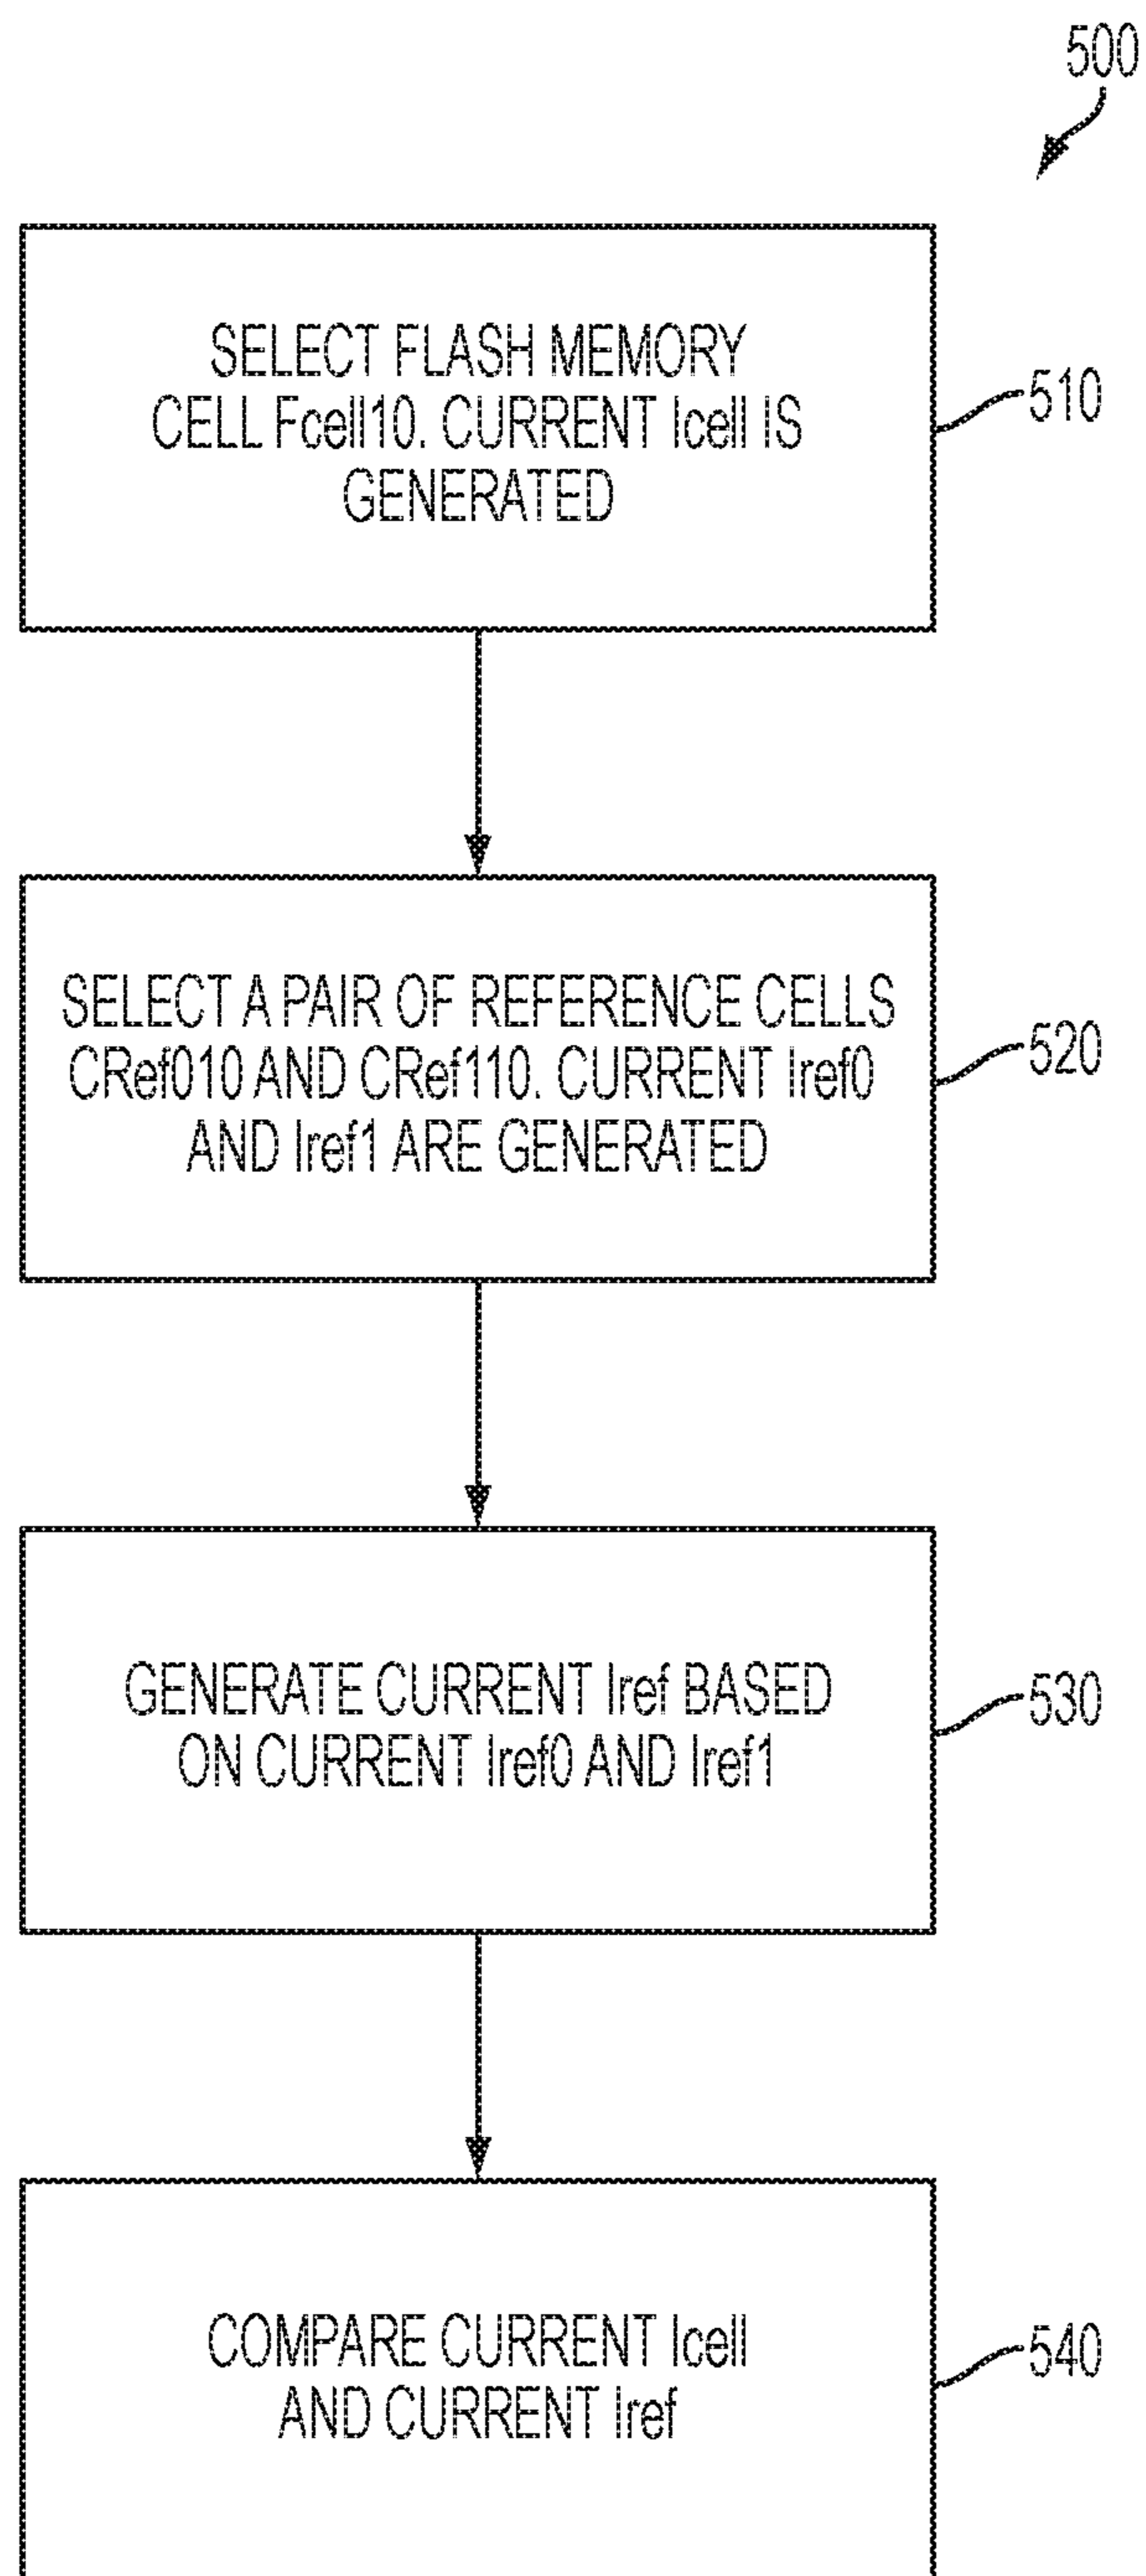 500
SELECT FLASH MEMORY
CELL Fcell10. CURRENT Icell IS
GENERATED
510
SELECT A PAIR OF REFERENCE CELLS
CRef010 AND CRef110. CURRENT Iref0
AND Iref1 ARE GENERATED
520
GENERATE CURRENT Iref BASED
ON CURRENT Iref0 AND Iref1
530
COMPARE CURRENT Icell
AND CURRENT Iref
540